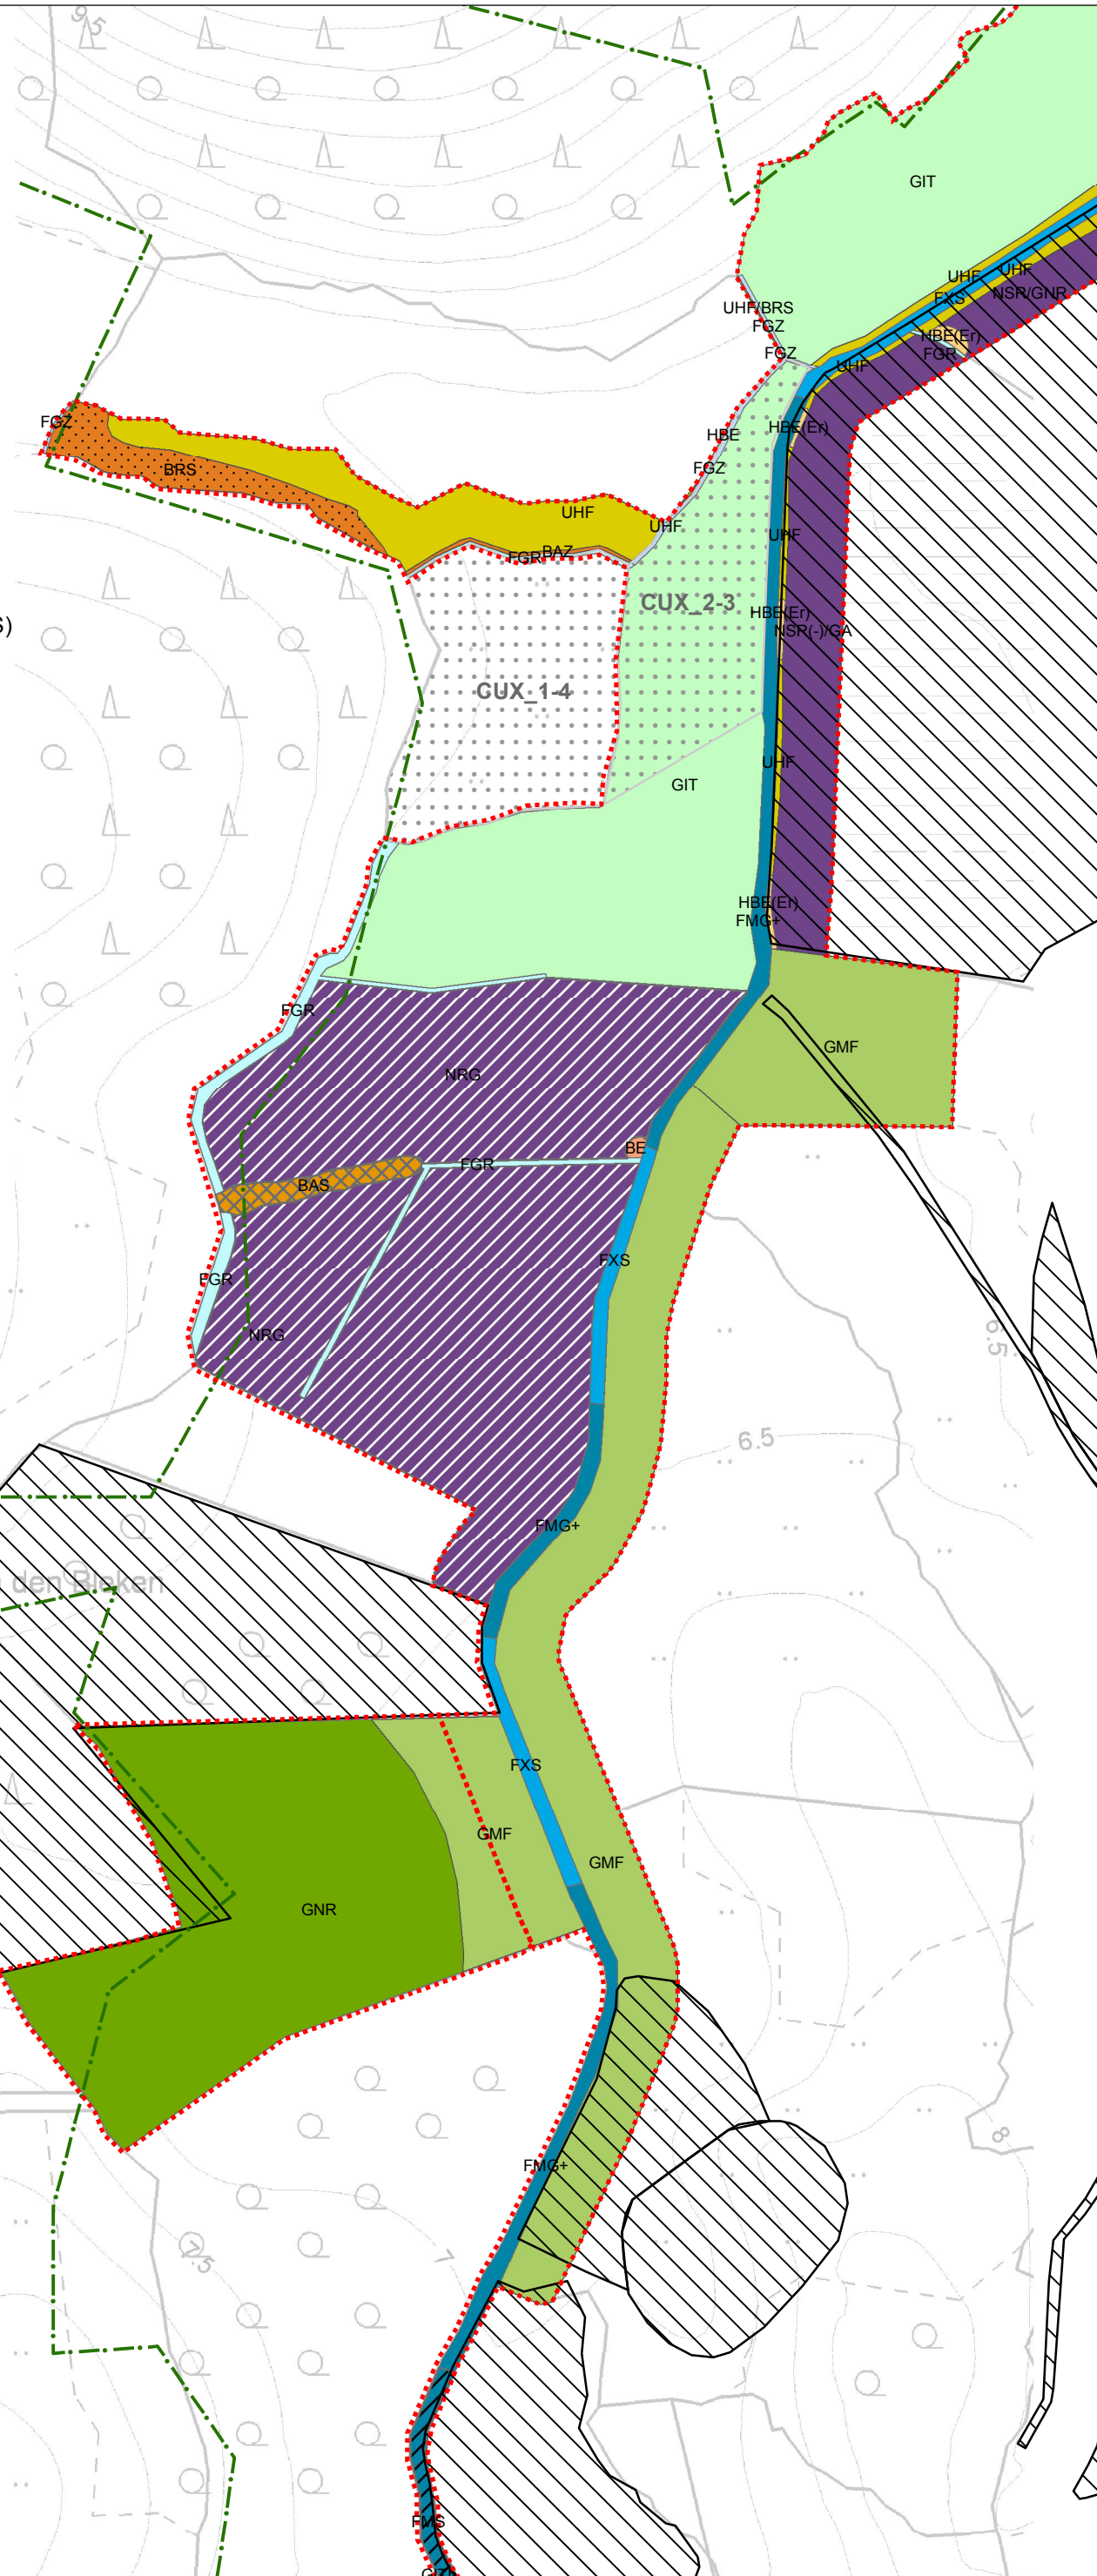 9.5
GIT
UHF
UHF
NSR/GNR
FXS
UHF/BRS
FGZ
HBE(Er)
FGR
FGZ
UHF
FGZ
HBE
HBE(Er)
BRS
FGZ
UHF
UHF
UHF
FGR
BAZ
CUX_2-3
HBE(Er)
S)
NSR(-)/GA
CUX_1-4
UHF
GIT
HBE(Er)
FMG+
FGR
GMF
NRG
BE
FGR
BAS
FXS
FGR
NRG
6.5
6.5
FMG+
den Bleken
FXS
GMF
GMF
GNR
8
FMG+
7.5
7
FMS